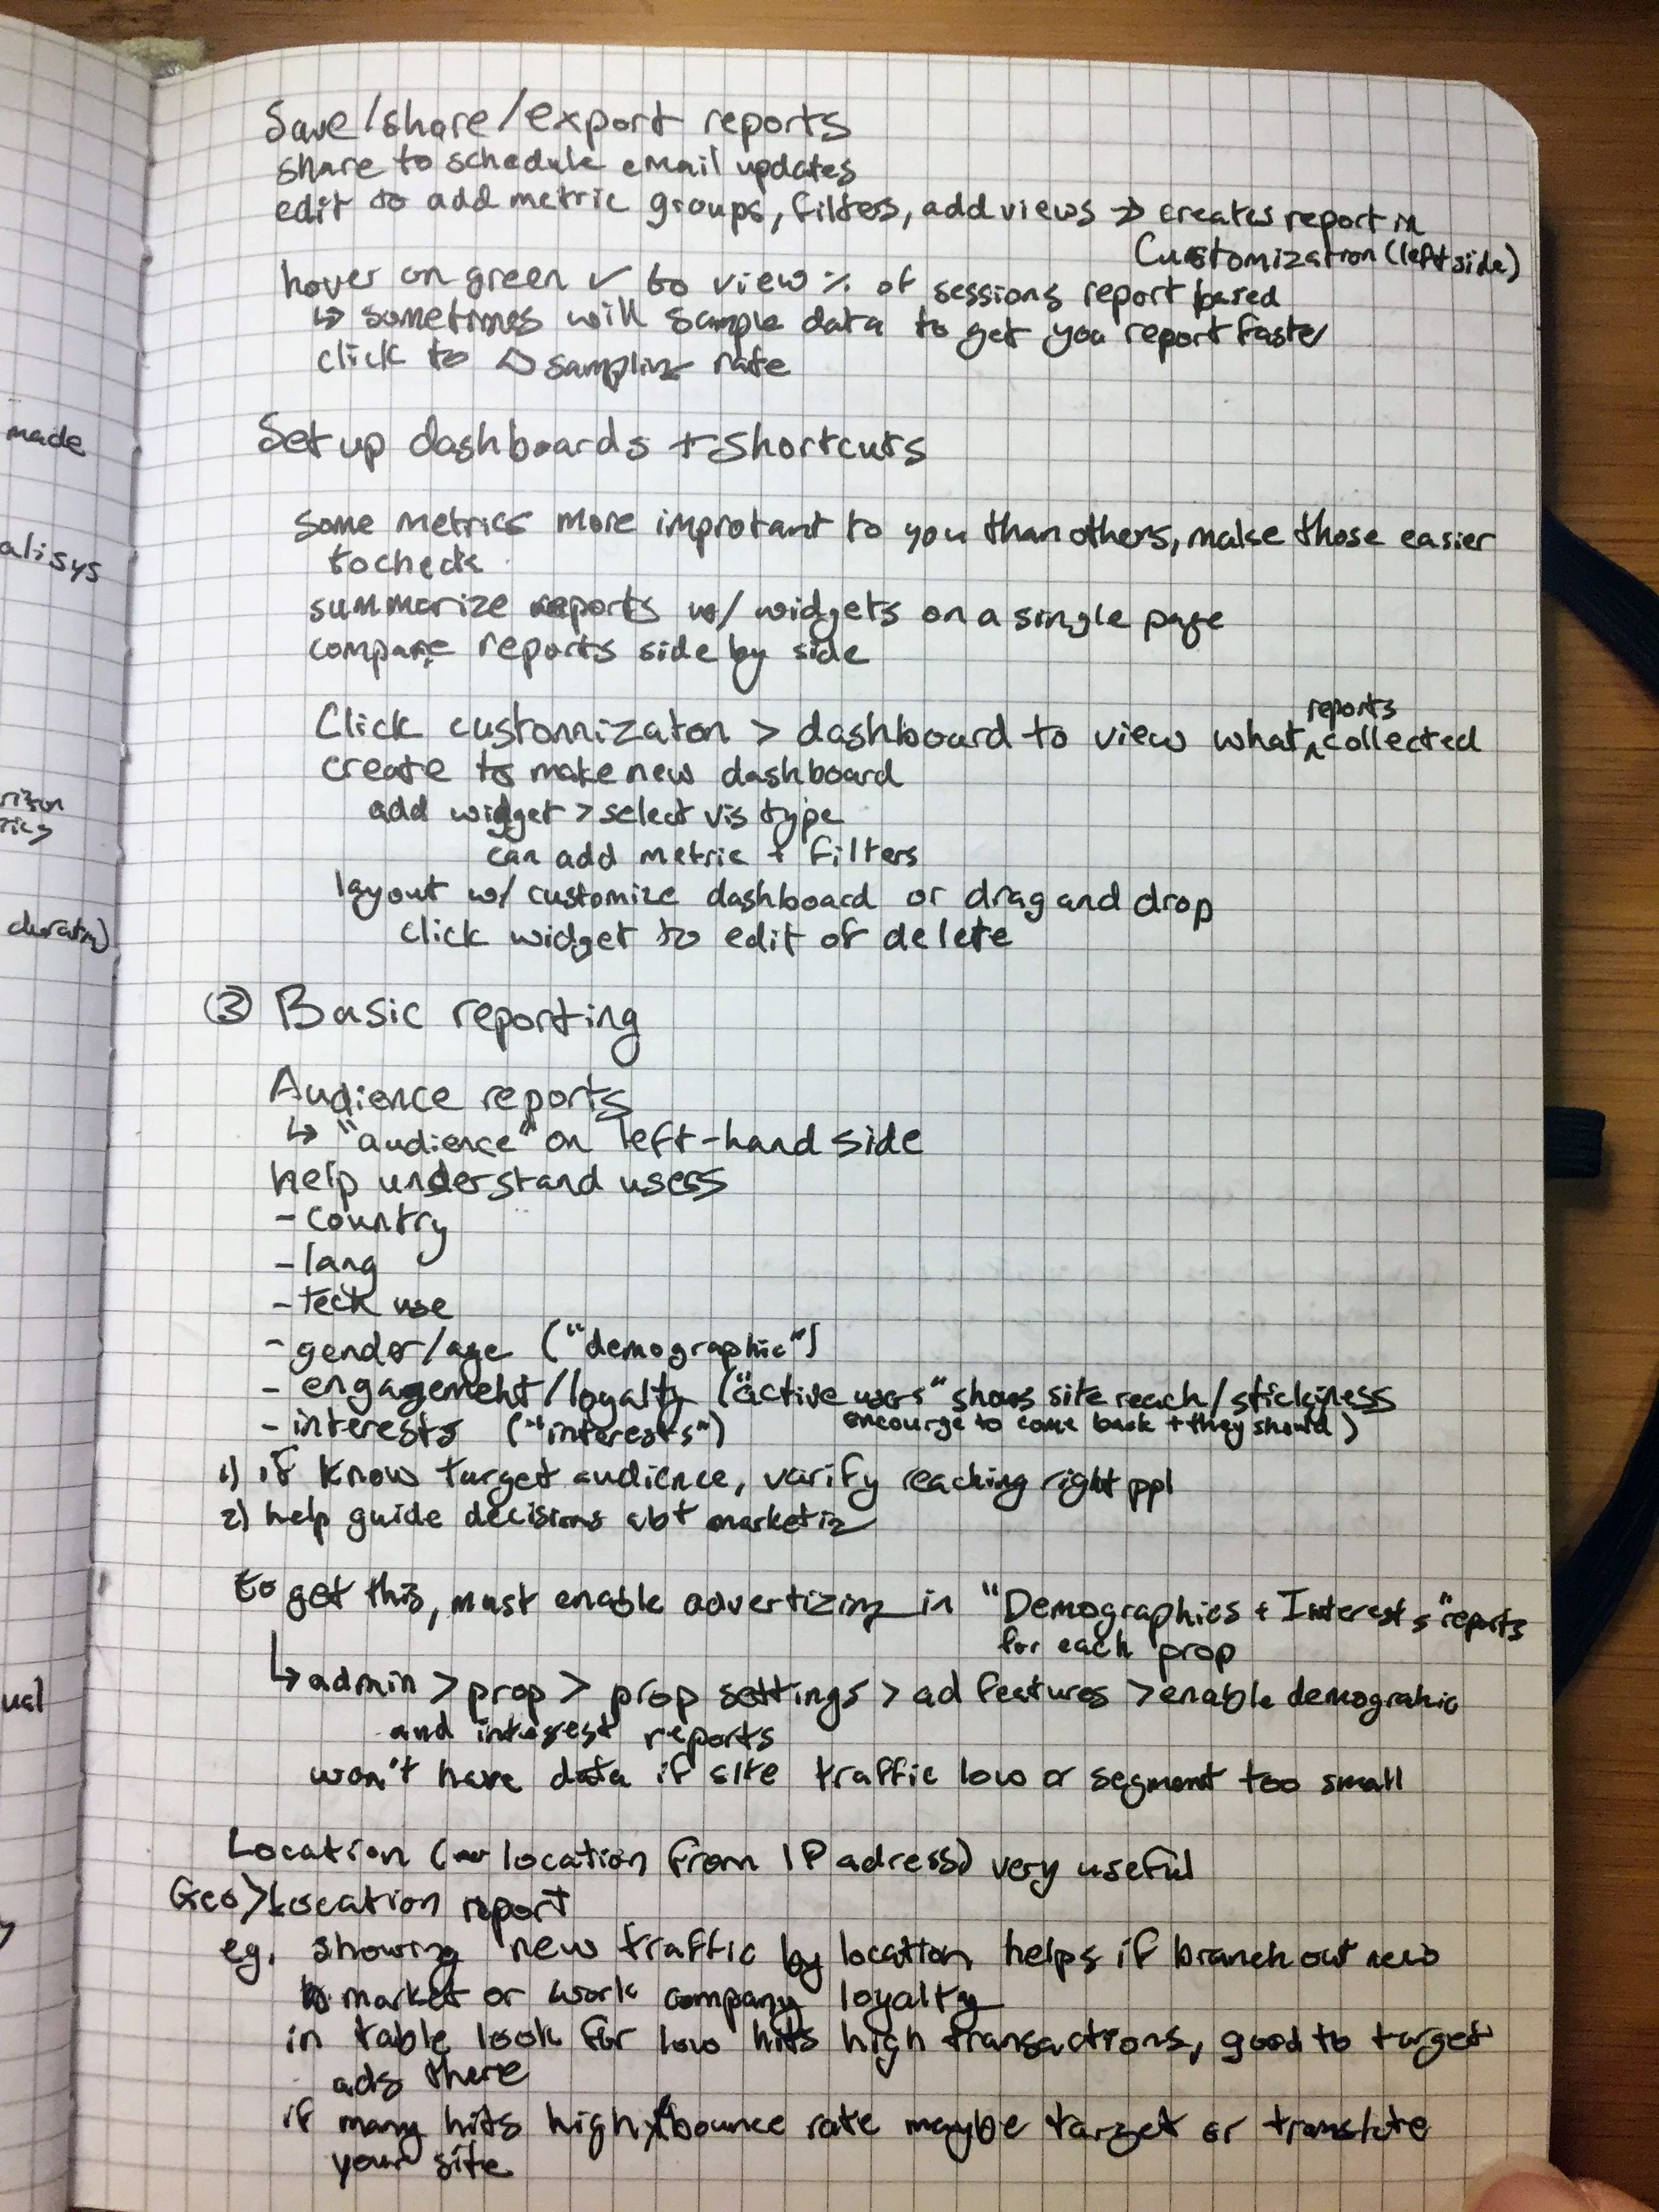 made
alisys
duration)
ual
Save/share/export reports
share to schedule email updates
edit to add metric groups, filters, add views → creates report in
Customization (left side)
hover on green ✓ to view % of sessions report based
↳ sometimes will sample data to get you report faster
click to △ sampling rate
Set up dashboards + shortcuts
some metrics more improtant to you than others, make those easier
to check
summarize reports w/ widgets on a single page
compare reports side by side
reports
Click customnizaton > dashboard to view what ^ collected
create to make new dashboard
add widget > select vis type
can add metric + filters
layout w/ customize dashboard or drag and drop
click widget to edit of delete
③ Basic reporting
Audience reports
↳ "audience" on left-hand side
help understand users
- country
- lang
- teck use
- gender/age ("demographic")
- engagement/loyalty ("active users" shows site reach/stickiness
encourge to come back + they should)
- interests ("interests")
1) if know target audience, varify reaching right ppl
2) help guide decisions abt marketing
to get this, must enable advertizing in "Demographics + Interests" reports
for each prop
↳ admin > prop > prop settings > ad features > enable demograhic
and interest reports
won't have data if site traffic low or segment too small
Location ( location from IP adress) very useful
Geo > Location report
eg. showing new traffic by location helps if branch out new
market or work company loyalty
in table look for low hits high transactions, good to target
ads there
if many hits high bounce rate maybe target or translate
your site